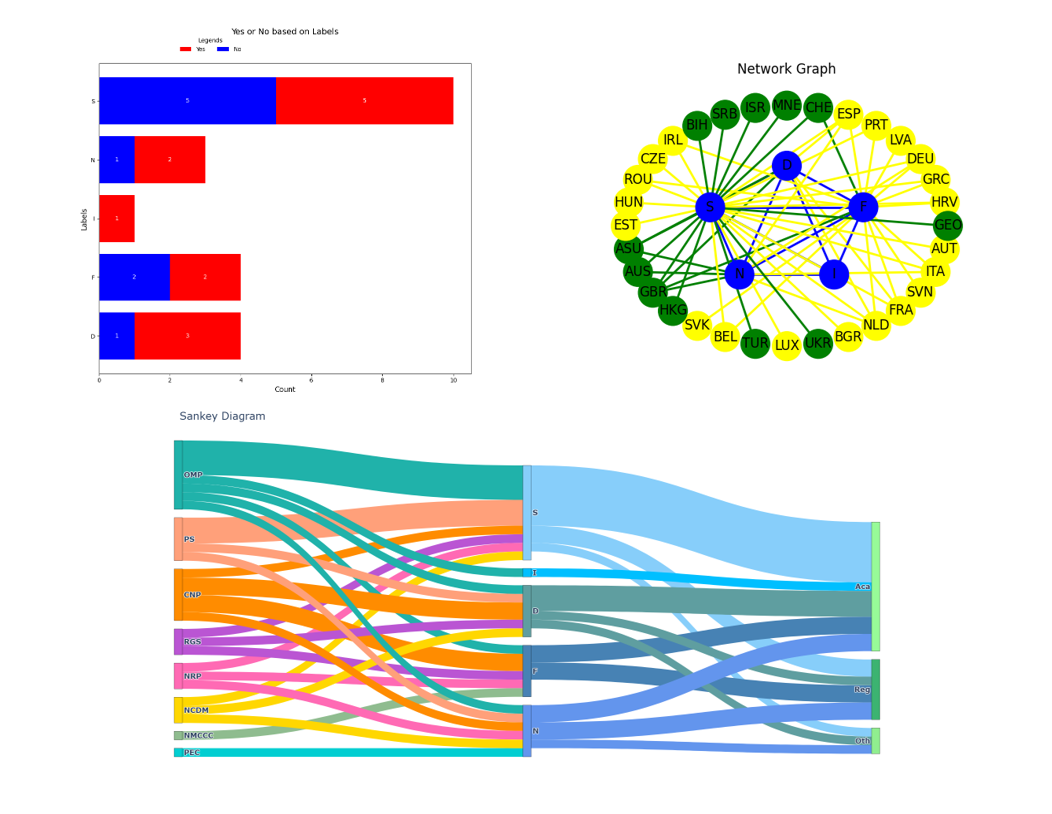 Yes or No based on Labels
Legends
Yes No
S 5 5
N 1 2
I 1
F 2 2
D 1 3
0 2 4 6 8 10
Labels
Count
Network Graph
MNE
ISR CHE
SRB ESP
BIH PRT
IRL LVA
CZE DEU
D
ROU GRC
HUN HRV
S F
EST GEO
ASU AUT
AUS N I ITA
GBR SVN
HKG FRA
SVK NLD
BEL BGR
TUR LUX UKR
Sankey Diagram
OMP
PS
CNP
RGS
NRP
NCDM
NMCCC
PEC
S
I
D
F
N
Aca
Reg
Oth